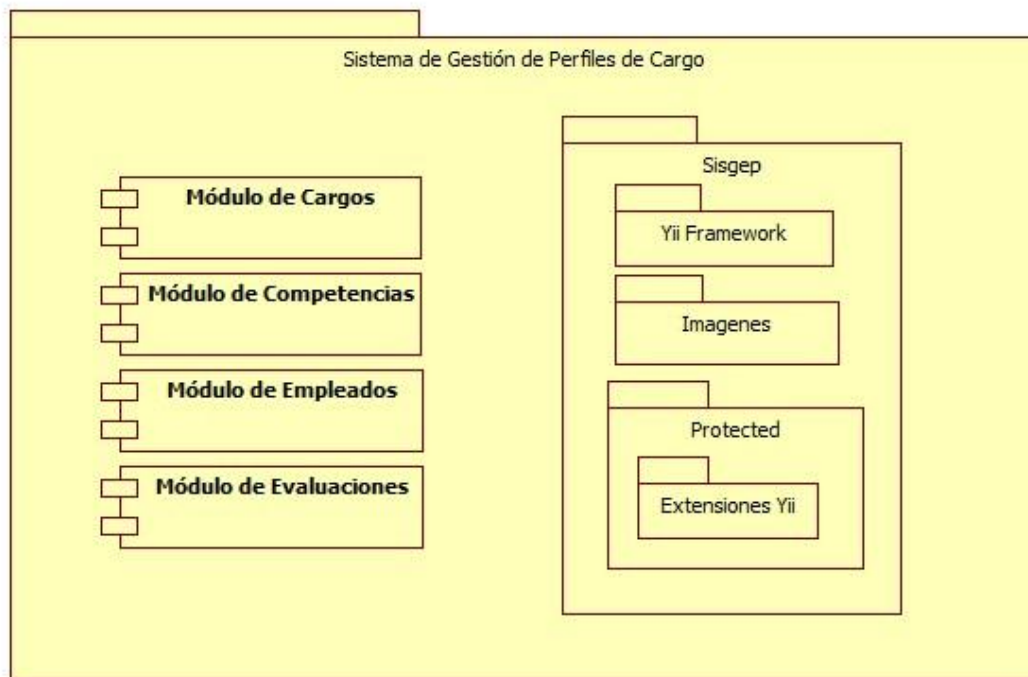 Sistema de Gestión de Perfiles de Cargo
Módulo de Cargos
Módulo de Competencias
Módulo de Empleados
Módulo de Evaluaciones
Sisgep
Yii Framework
Imagenes
Protected
Extensiones Yii